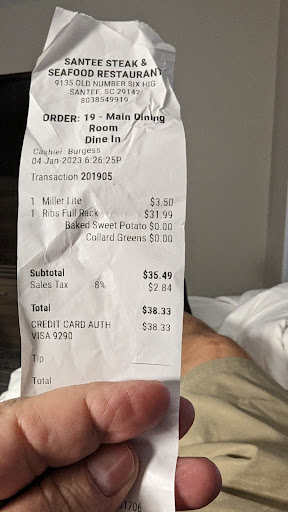 SANTEE STEAK &
SEAFOOD RESTAURANT
9135 OLD NUMBER SIX HIG
SANTEE, SC 29142
8038549919
ORDER: 19 - Main Dining
Room
Dine In
Cashier: Burgess
04-Jan-2023 6:26:25P
Transaction 201905
1 Miller Lite $3.50
1 Ribs Full Rack $31.99
Baked Sweet Potato $0.00
Collard Greens $0.00
Subtotal $35.49
Sales Tax 8% $2.84
Total $38.33
CREDIT CARD AUTH $38.33
VISA 9290
Tip
Total